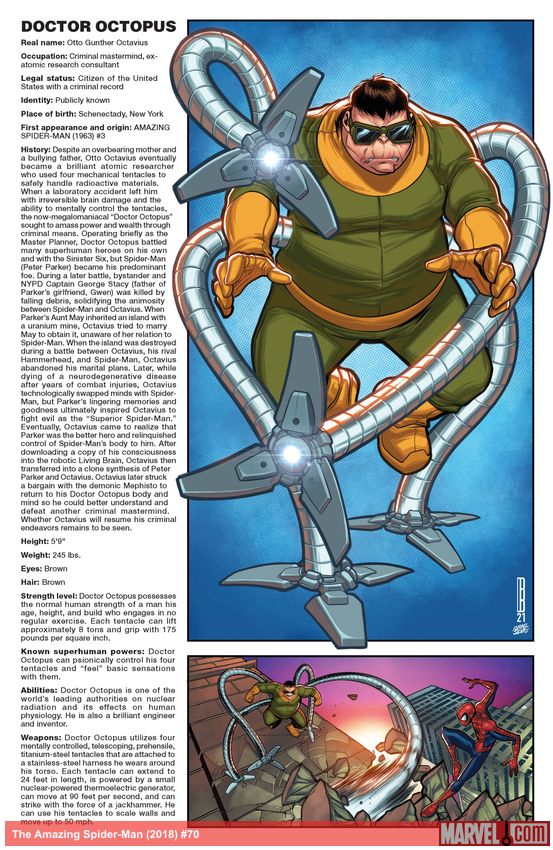 DOCTOR OCTOPUS
Real name: Otto Gunther Octavius
Occupation: Criminal mastermind, ex-
atomic research consultant
Legal status: Citizen of the United
States with a criminal record
Identity: Publicly known
Place of birth: Schenectady, New York
First appearance and origin: AMAZING
SPIDER-MAN (1963) #3
History: Despite an overbearing mother and
a bullying father, Otto Octavius eventually
became a brilliant atomic researcher
who used four mechanical tentacles to
safely handle radioactive materials.
When a laboratory accident left him
with irreversible brain damage and the
ability to mentally control the tentacles,
the now-megalomaniacal "Doctor Octopus"
sought to amass power and wealth through
criminal means. Operating briefly as the
Master Planner, Doctor Octopus battled
many superhuman heroes on his own
and with the Sinister Six, but Spider-Man
(Peter Parker) became his predominant
foe. During a later battle, bystander and
NYPD Captain George Stacy (father of
Parker's girlfriend, Gwen) was killed by
falling debris, solidifying the animosity
between Spider-Man and Octavius. When
Parker's Aunt May inherited an island with
a uranium mine, Octavius tried to marry
May to obtain it, unaware of her relation to
Spider-Man. When the island was destroyed
during a battle between Octavius, his rival
Hammerhead, and Spider-Man, Octavius
abandoned his marital plans. Later, while
dying of a neurodegenerative disease
after years of combat injuries, Octavius
technologically swapped minds with Spider-
Man, but Parker's lingering memories and
goodness ultimately inspired Octavius to
fight evil as the "Superior Spider-Man."
Eventually, Octavius came to realize that
Parker was the better hero and relinquished
control of Spider-Man's body to him. After
downloading a copy of his consciousness
into the robotic Living Brain, Octavius then
transferred into a clone synthesis of Peter
Parker and Octavius. Octavius later struck
a bargain with the demonic Mephisto to
return to his Doctor Octopus body and
mind so he could better understand and
defeat another criminal mastermind.
Whether Octavius will resume his criminal
endeavors remains to be seen.
Height: 5'9"
Weight: 245 lbs.
Eyes: Brown
Hair: Brown
Strength level: Doctor Octopus possesses
the normal human strength of a man his
age, height, and build who engages in no
regular exercise. Each tentacle can lift
approximately 8 tons and grip with 175
pounds per square inch.
Known superhuman powers: Doctor
Octopus can psionically control his four
tentacles and "feel" basic sensations
with them.
Abilities: Doctor Octopus is one of the
world's leading authorities on nuclear
radiation and its effects on human
physiology. He is also a brilliant engineer
and inventor.
Weapons: Doctor Octopus utilizes four
mentally controlled, telescoping, prehensile,
titanium-steel tentacles that are attached to
a stainless-steel harness he wears around
his torso. Each tentacle can extend to
24 feet in length, is powered by a small
nuclear-powered thermoelectric generator,
can move at 90 feet per second, and can
strike with the force of a jackhammer. He
can use his tentacles to scale walls and
move up to 50 mph.
21
The Amazing Spider-Man (2018) #70
MARVEL.com